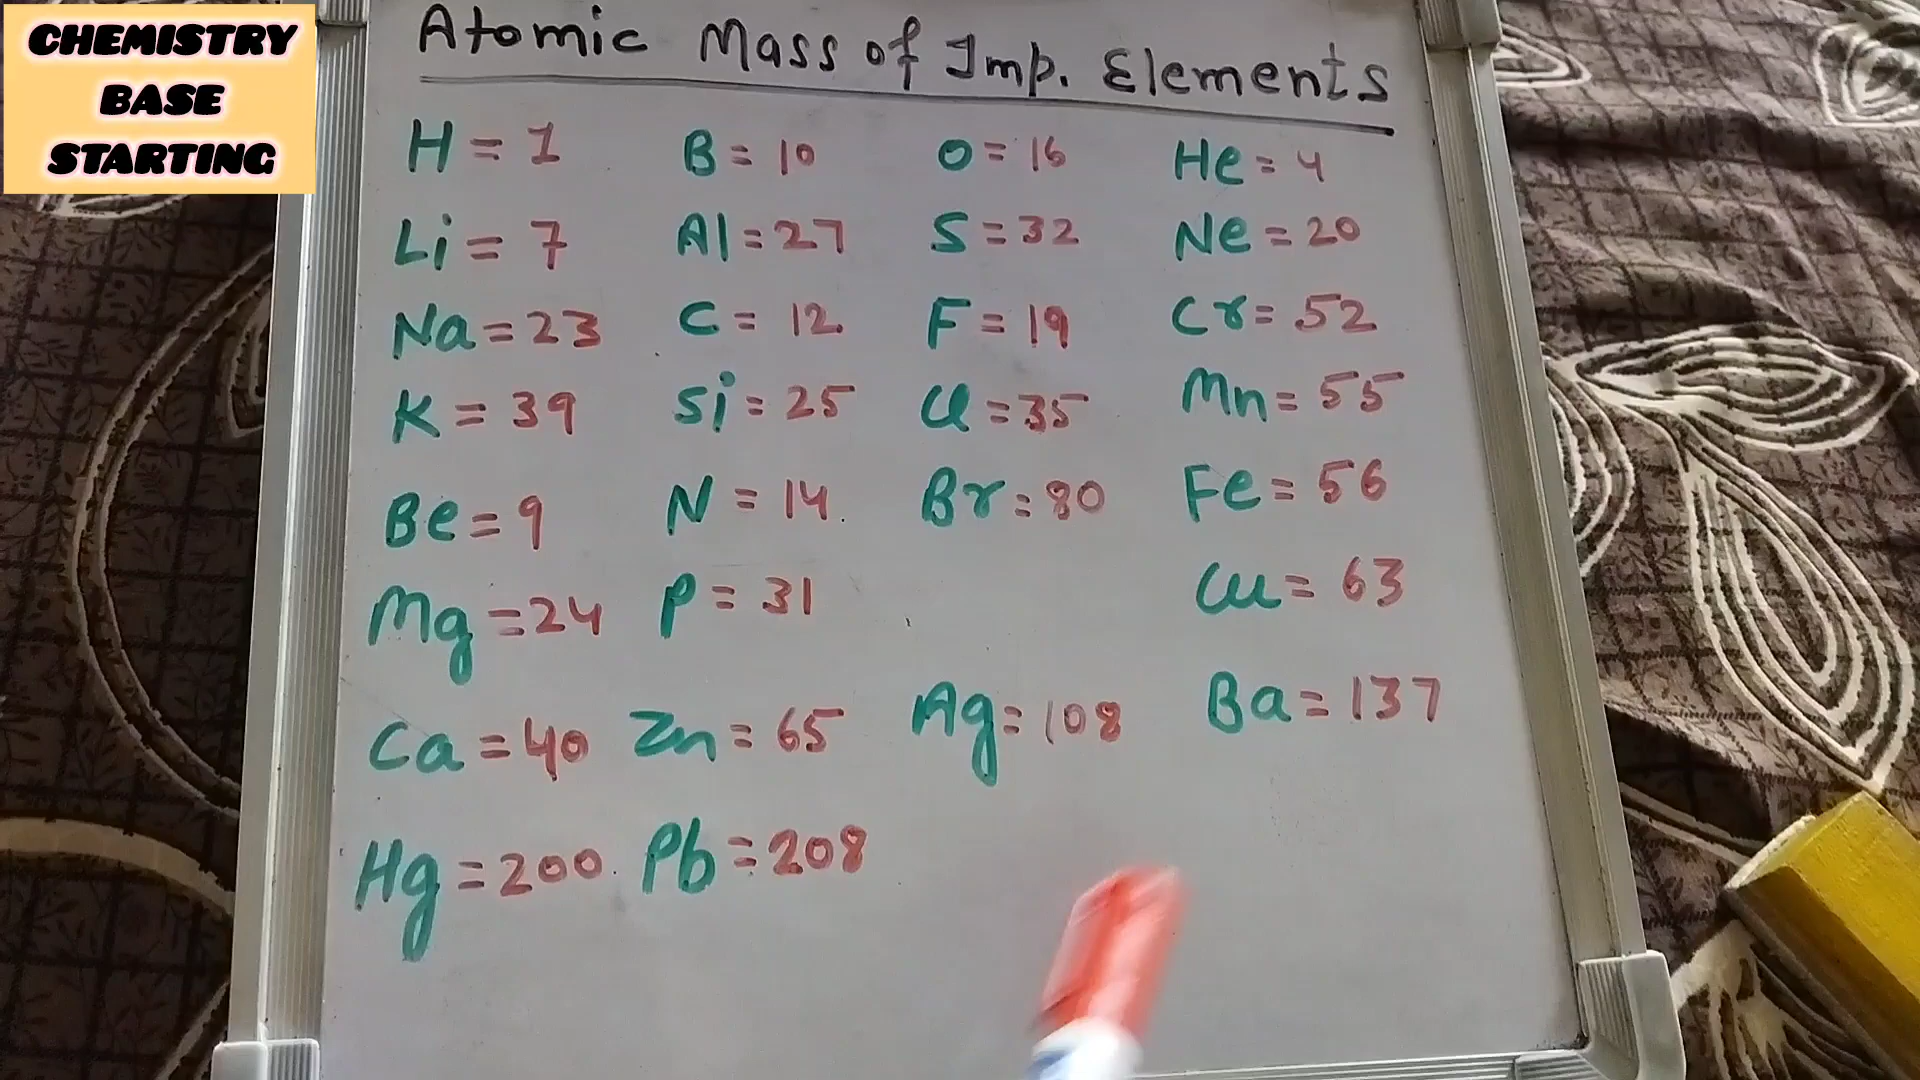 CHEMISTRY
BASE
STARTING
Atomic Mass of Imp. Elements
H = 1 B = 10 O = 16 He = 4
Li = 7 Al = 27 S = 32 Ne = 20
Na = 23 C = 12 F = 19 Cr = 52
K = 39 Si = 25 Cl = 35 Mn = 55
Be = 9 N = 14 Br = 80 Fe = 56
Mg = 24 P = 31 Cu = 63
Ca = 40 Zn = 65 Ag = 108 Ba = 137
Hg = 200 Pb = 208